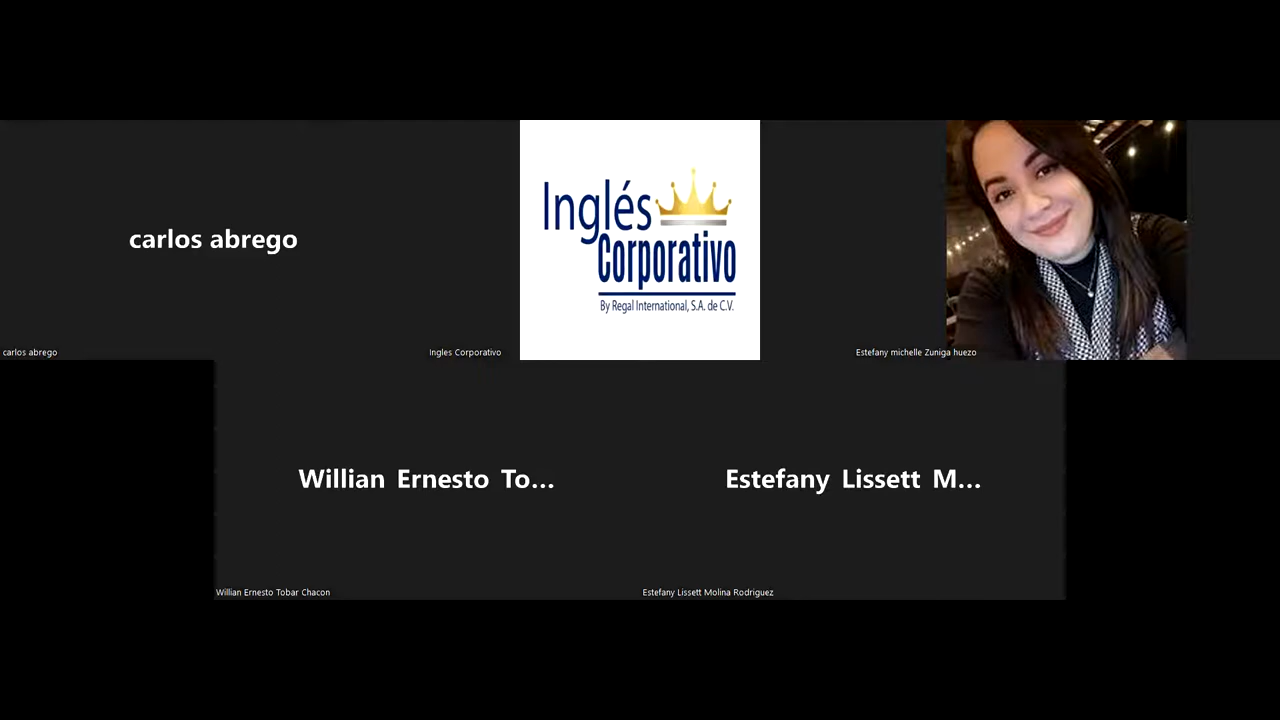 carlos abrego
Inglés
Corporativo
By Regal International, S.A. de C.V.
carlos abrego
Ingles Corporativo
Estefany michelle Zuniga huezo
Willian Ernesto To...
Estefany Lissett M...
Willian Ernesto Tobar Chacon
Estefany Lissett Molina Rodriguez